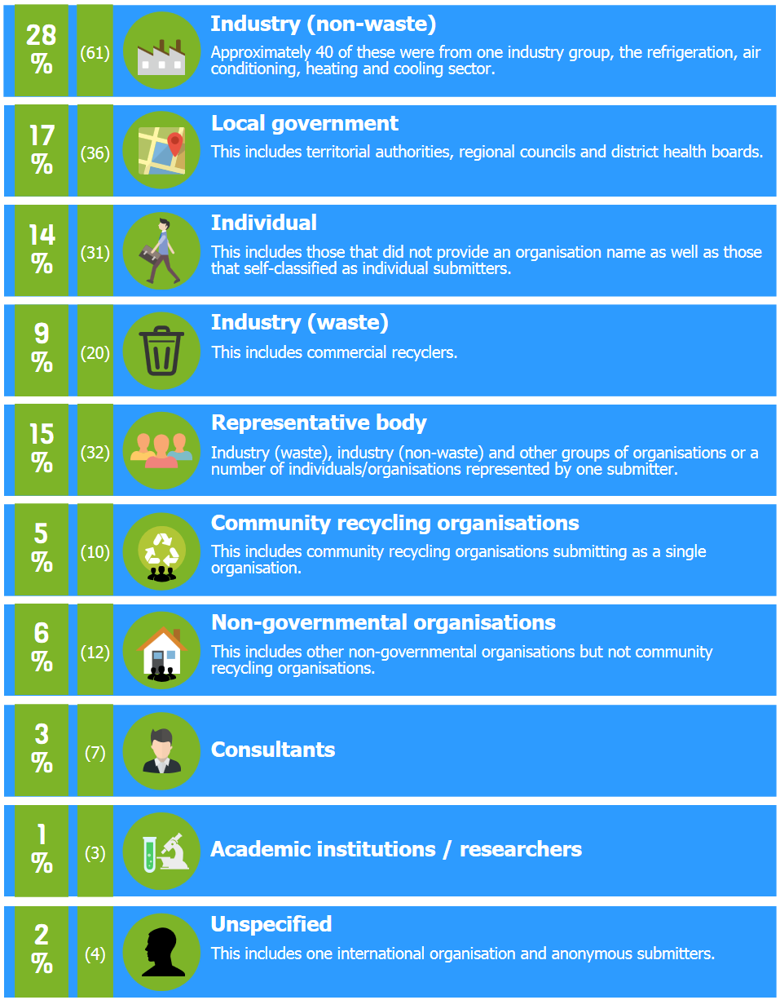 28
%
(61)
Industry (non-waste)
Approximately 40 of these were from one industry group, the refrigeration, air
conditioning, heating and cooling sector.
17
%
(36)
Local government
This includes territorial authorities, regional councils and district health boards.
14
%
(31)
Individual
This includes those that did not provide an organisation name as well as those
that self-classified as individual submitters.
9
%
(20)
Industry (waste)
This includes commercial recyclers.
15
%
(32)
Representative body
Industry (waste), industry (non-waste) and other groups of organisations or a
number of individuals/organisations represented by one submitter.
5
%
(10)
Community recycling organisations
This includes community recycling organisations submitting as a single
organisation.
6
%
(12)
Non-governmental organisations
This includes other non-governmental organisations but not community
recycling organisations.
3
%
(7)
Consultants
1
%
(3)
Academic institutions / researchers
2
%
(4)
Unspecified
This includes one international organisation and anonymous submitters.